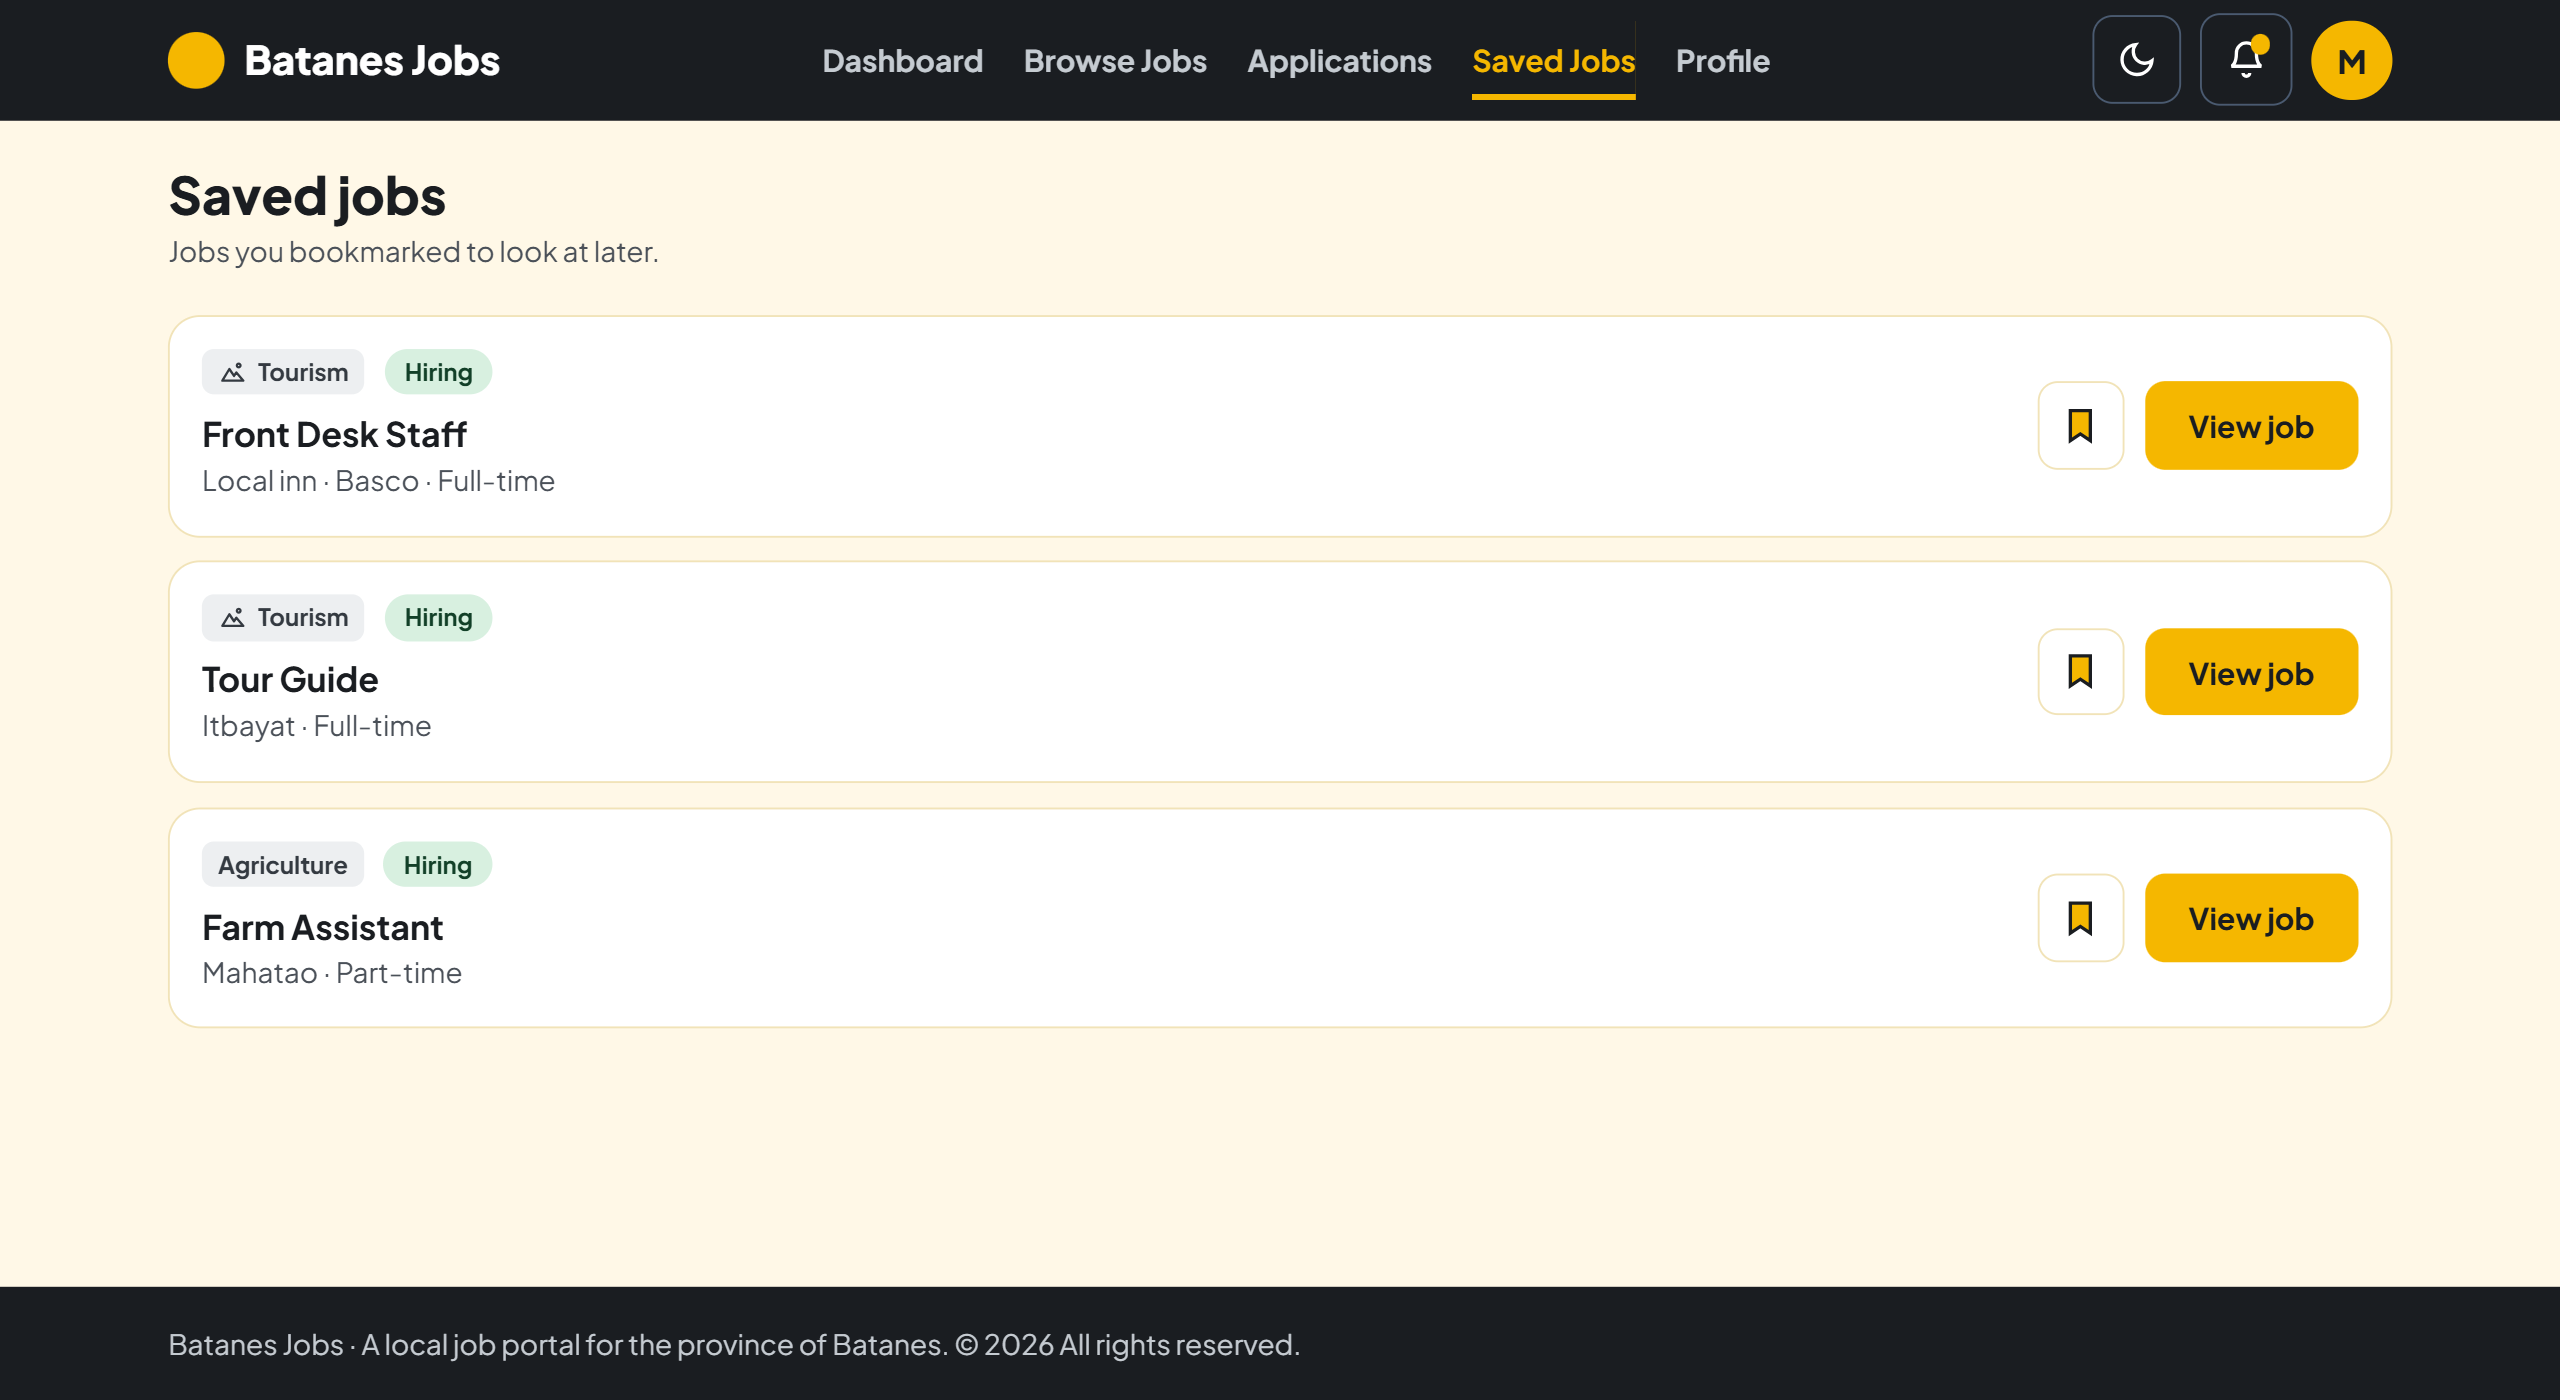 Batanes Jobs
Dashboard Browse Jobs Applications Saved Jobs Profile
M
Saved jobs
Jobs you bookmarked to look at later.
Tourism Hiring
Front Desk Staff
Local inn · Basco · Full-time
View job
Tourism Hiring
Tour Guide
Itbayat · Full-time
View job
Agriculture Hiring
Farm Assistant
Mahatao · Part-time
View job
Batanes Jobs · A local job portal for the province of Batanes. © 2026 All rights reserved.